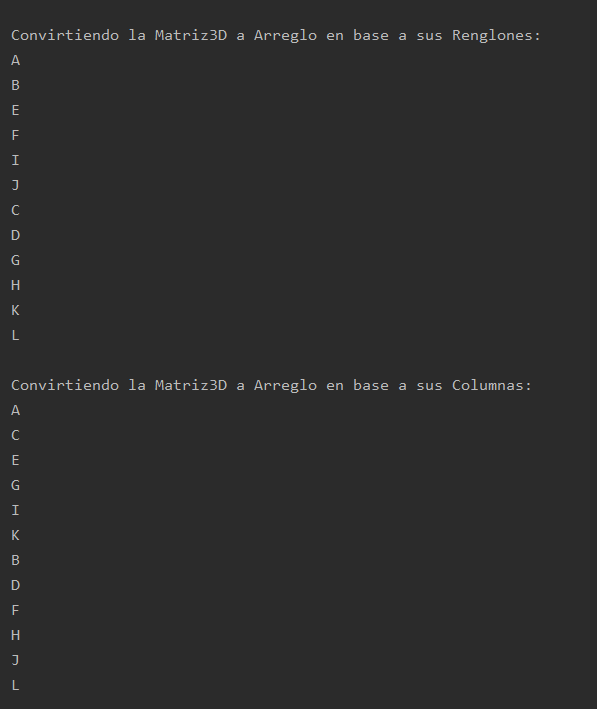 Convirtiendo la Matriz3D a Arreglo en base a sus Renglones:
A
B
E
F
I
J
C
D
G
H
K
L
Convirtiendo la Matriz3D a Arreglo en base a sus Columnas:
A
C
E
G
I
K
B
D
F
H
J
L